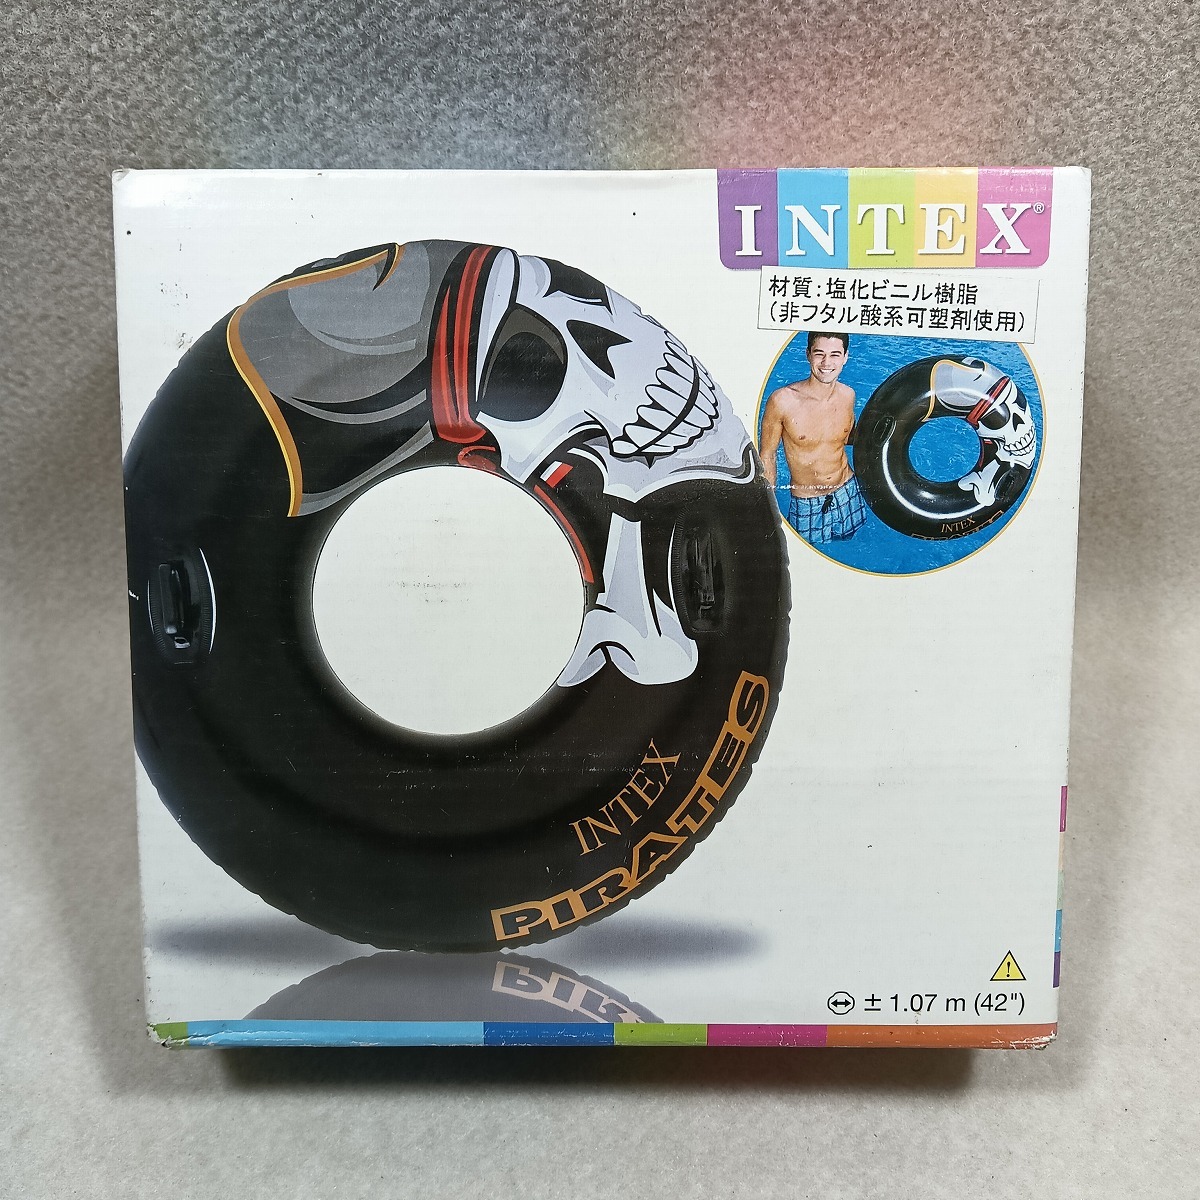 INTEX®
材質:塩化ビニル樹脂
(非フタル酸系可塑剤使用)
INTEX
INTEX
PIRATES
± 1.07 m (42")